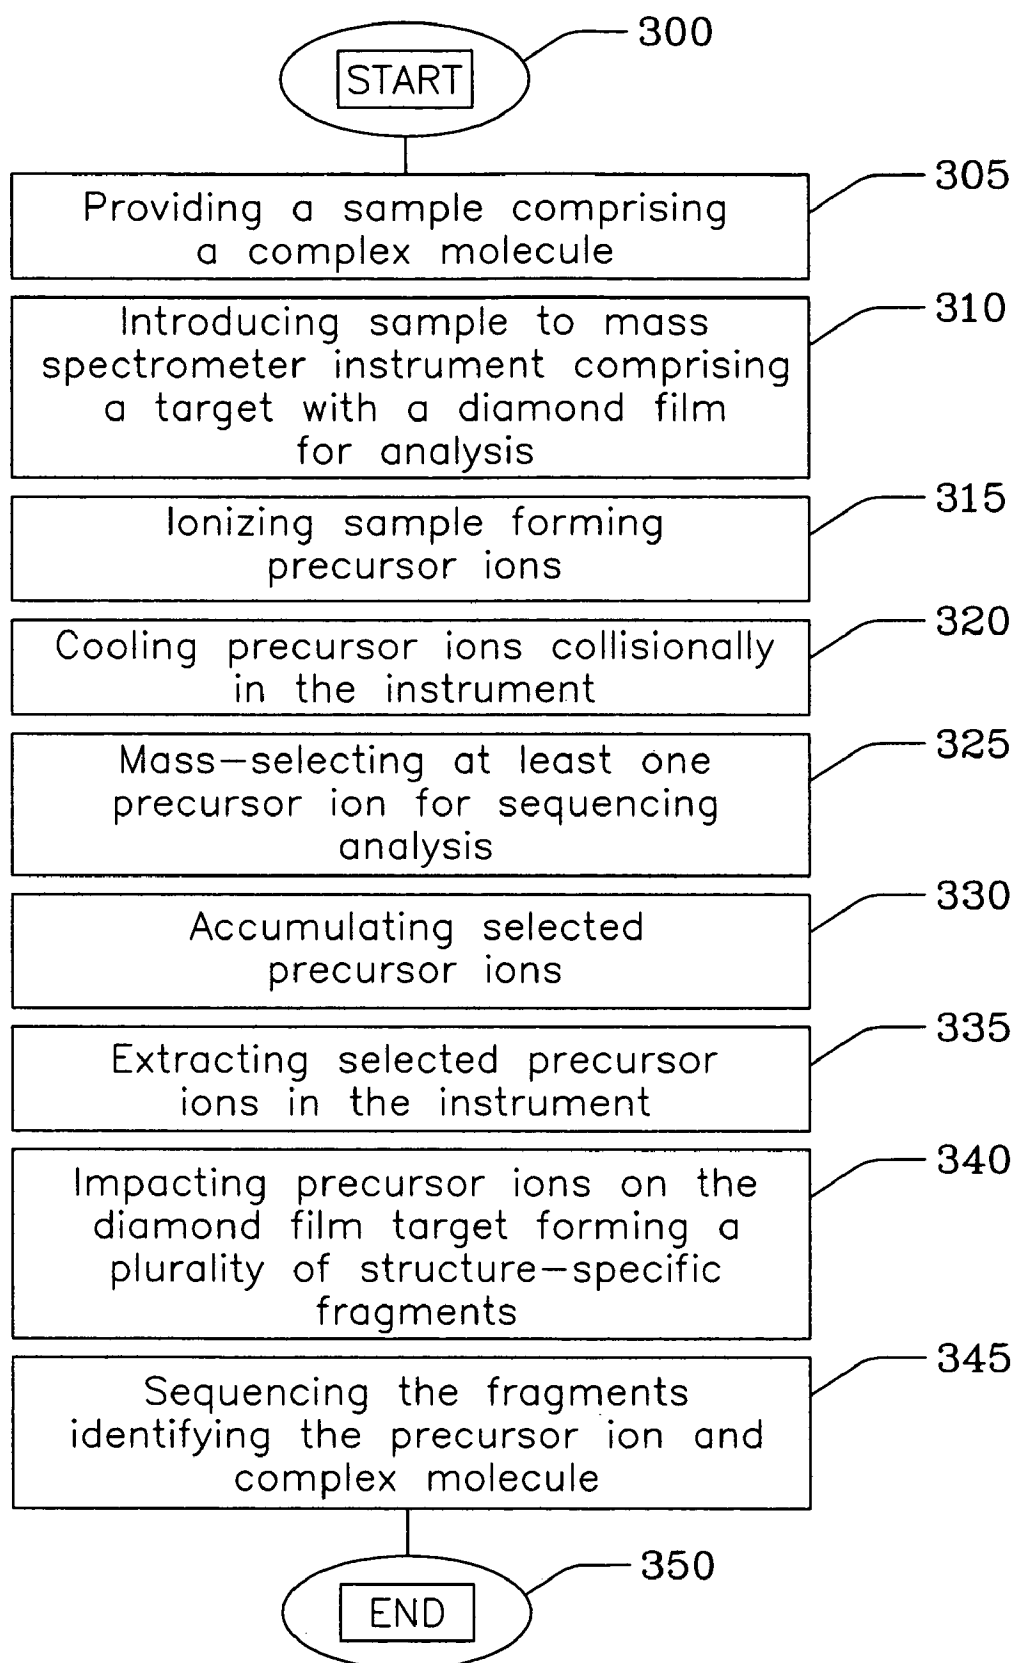 300
START
305
Providing a sample comprising
a complex molecule
310
Introducing sample to mass
spectrometer instrument comprising
a target with a diamond film
for analysis
315
Ionizing sample forming
precursor ions
320
Cooling precursor ions collisionally
in the instrument
325
Mass-selecting at least one
precursor ion for sequencing
analysis
330
Accumulating selected
precursor ions
335
Extracting selected precursor
ions in the instrument
340
Impacting precursor ions on the
diamond film target forming a
plurality of structure-specific
fragments
345
Sequencing the fragments
identifying the precursor ion and
complex molecule
350
END